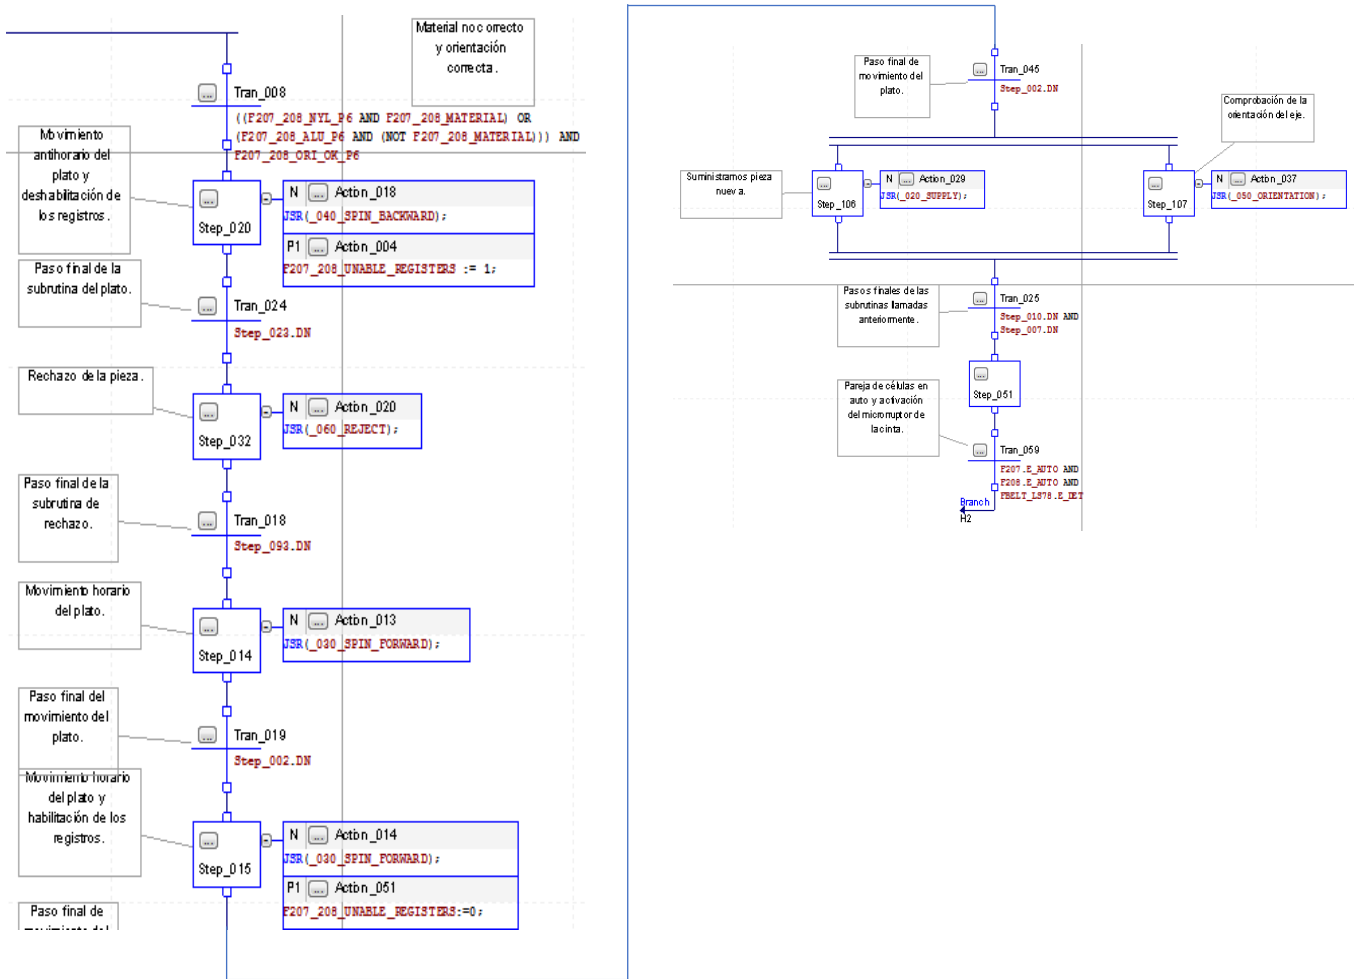 Material noc orrecto
y orientación
correcta.
Tran_008
((F207_208_NYL_P6 AND F207_208_MATERIAL) OR
(F207_208_ALU_P6 AND (NOT F207_208_MATERIAL))) AND
F207_208_ORI_OK_P6
Movimiento
antihorario del
plato y
deshabilitación de
los registros.
Step_020
N ... Action_018
JSR(_040_SPIN_BACKWARD);
P1 ... Action_004
F207_208_UNABLE_REGISTERS := 1;
Paso final de la
subrutina del plato.
Tran_024
Step_023.DN
Rechazo de la pieza.
Step_032
N ... Action_020
JSR(_060_REJECT);
Paso final de la
subrutina de
rechazo.
Tran_018
Step_093.DN
Movimiento horario
del plato.
Step_014
N ... Action_013
JSR(_030_SPIN_FORWARD);
Paso final del
movimiento del
plato.
Tran_019
Step_002.DN
Movimiento horario
del plato y
habilitación de los
registros.
Step_015
N ... Action_014
JSR(_030_SPIN_FORWARD);
P1 ... Action_051
F207_208_UNABLE_REGISTERS:=0;
Paso final de
movimiento del
Paso final de
movimiento del
plato.
Tran_045
Step_002.DN
Comprobación de la
orientación del eje.
Suministramos pieza
nueva.
Step_106
N ... Action_029
JSR(_020_SUPPLY);
Step_107
N ... Action_037
JSR(_050_ORIENTATION);
Pasos finales de las
subrutinas llamadas
anteriormente.
Tran_025
Step_010.DN AND
Step_007.DN
Step_051
Pareja de células en
auto y activación
del microrruptor de
la cinta.
Tran_059
F207.E_AUTO AND
F208.E_AUTO AND
FBELT_LS78.E_DET
Branch
H2